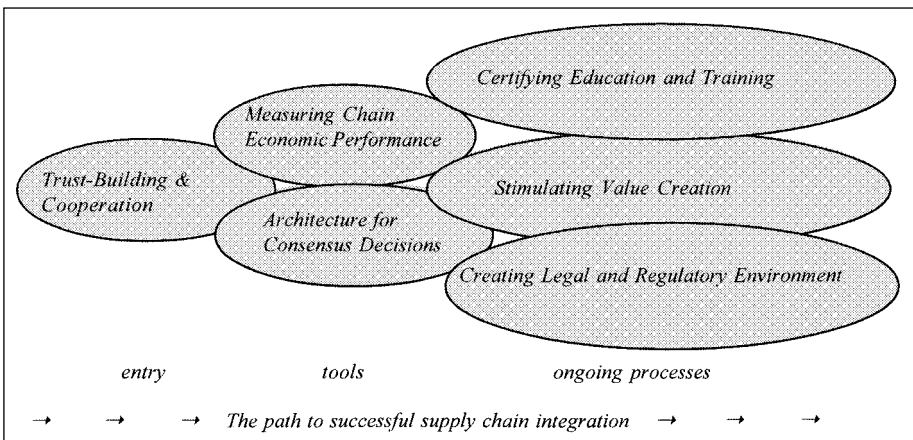 Certifying Education and Training
Measuring Chain
Economic Performance
Trust-Building &
Cooperation
Stimulating Value Creation
Architecture for
Consensus Decisions
Creating Legal and Regulatory Environment
entry tools ongoing processes
→ → → The path to successful supply chain integration → → →